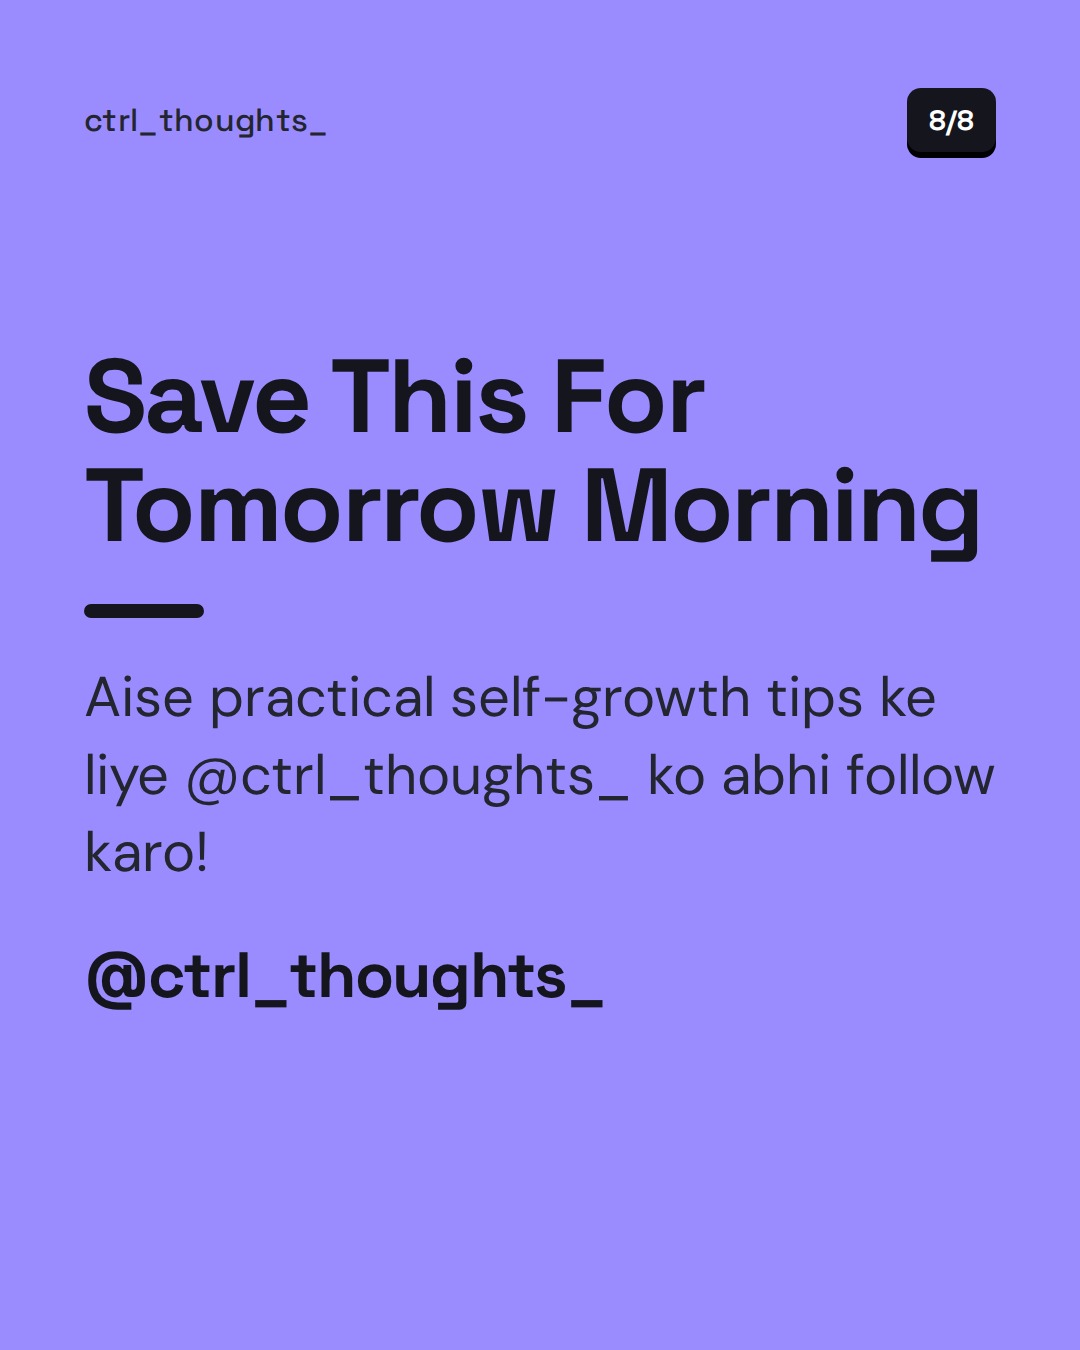 ctrl_thoughts_
8/8
Save This For
Tomorrow Morning
Aise practical self-growth tips ke
liye @ctrl_thoughts_ ko abhi follow
karo!
@ctrl_thoughts_